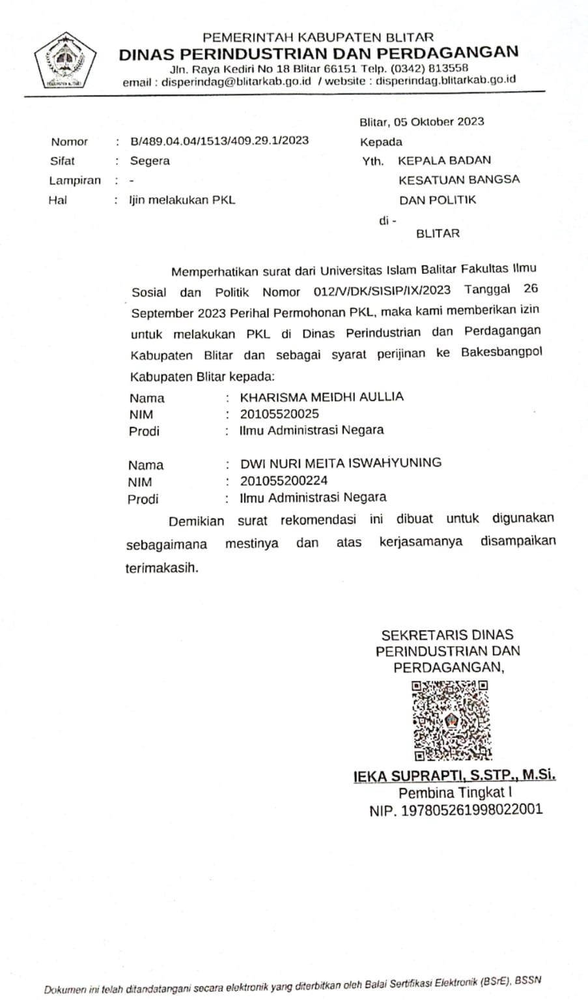 PEMERINTAH KABUPATEN BLITAR
DINAS PERINDUSTRIAN DAN PERDAGANGAN
Jln. Raya Kediri No 18 Blitar 66151 Telp. (0342) 813558
email : disperindag@blitarkab.go.id / website : disperindag.blitarkab.go.id
KABUPATEN BLITAR
Blitar, 05 Oktober 2023
Nomor : B/489.04.04/1513/409.29.1/2023 Kepada
Sifat : Segera Yth. KEPALA BADAN
Lampiran : - KESATUAN BANGSA
Hal : Ijin melakukan PKL DAN POLITIK
di -
BLITAR
Memperhatikan surat dari Universitas Islam Balitar Fakultas Ilmu
Sosial dan Politik Nomor 012/V/DK/SISIP/IX/2023 Tanggal 26
September 2023 Perihal Permohonan PKL, maka kami memberikan izin
untuk melakukan PKL di Dinas Perindustrian dan Perdagangan
Kabupaten Blitar dan sebagai syarat perijinan ke Bakesbangpol
Kabupaten Blitar kepada:
Nama : KHARISMA MEIDHI AULLIA
NIM : 20105520025
Prodi : Ilmu Administrasi Negara
Nama : DWI NURI MEITA ISWAHYUNING
NIM : 201055200224
Prodi : Ilmu Administrasi Negara
Demikian surat rekomendasi ini dibuat untuk digunakan
sebagaimana mestinya dan atas kerjasamanya disampaikan
terimakasih.
SEKRETARIS DINAS
PERINDUSTRIAN DAN
PERDAGANGAN,
IEKA SUPRAPTI, S.STP., M.Si.
Pembina Tingkat I
NIP. 197805261998022001
Dokumen ini telah ditandatangani secara elektronik yang diterbitkan oleh Balai Sertifikasi Elektronik (BSrE), BSSN